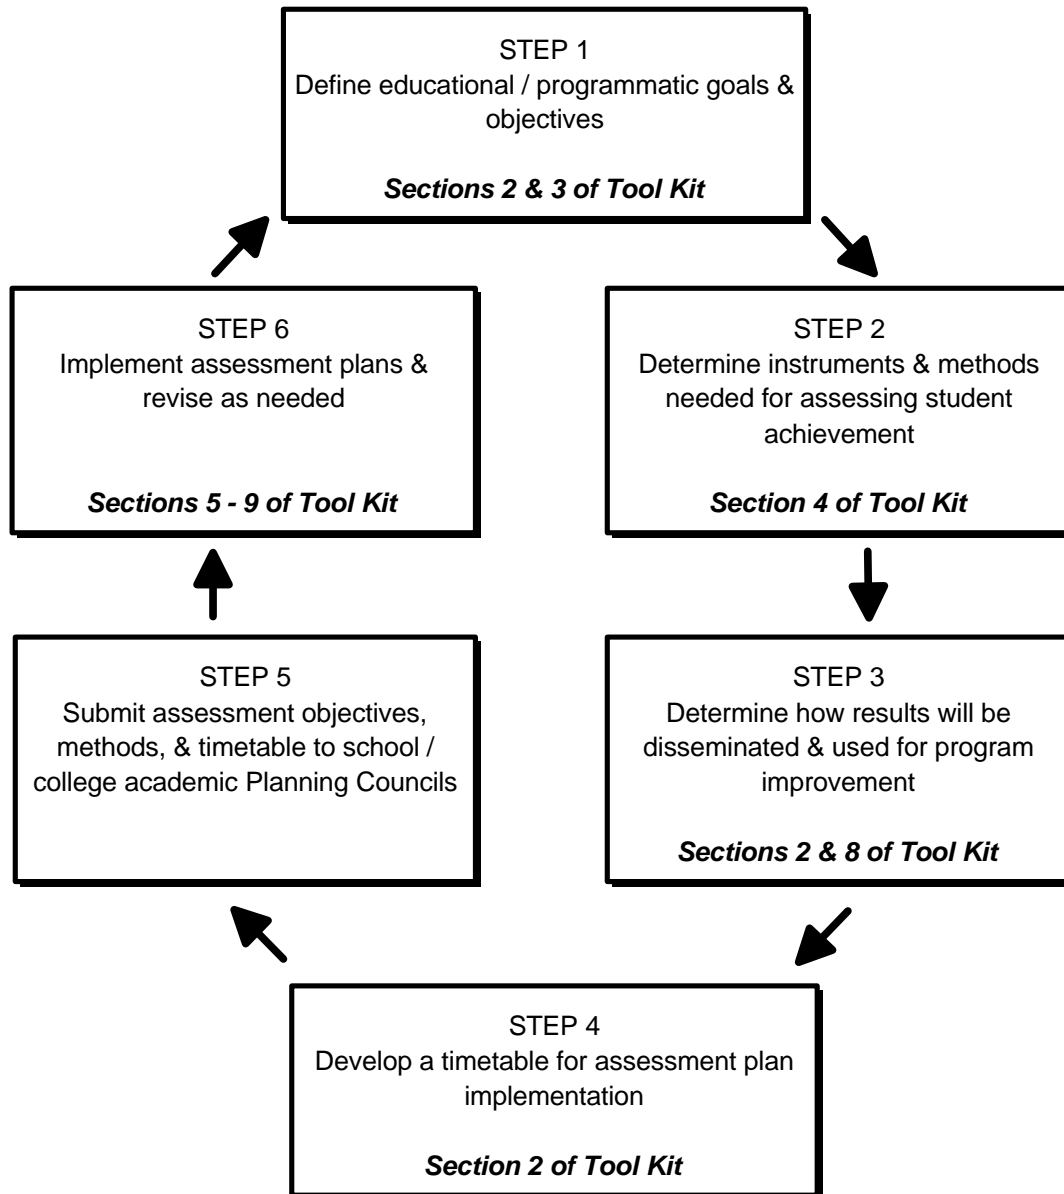 STEP 1
Define educational / programmatic goals &
objectives
Sections 2 & 3 of Tool Kit
STEP 2
Determine instruments & methods
needed for assessing student
achievement
Section 4 of Tool Kit
STEP 3
Determine how results will be
disseminated & used for program
improvement
Sections 2 & 8 of Tool Kit
STEP 4
Develop a timetable for assessment plan
implementation
Section 2 of Tool Kit
STEP 5
Submit assessment objectives,
methods, & timetable to school /
college academic Planning Councils
STEP 6
Implement assessment plans &
revise as needed
Sections 5 - 9 of Tool Kit